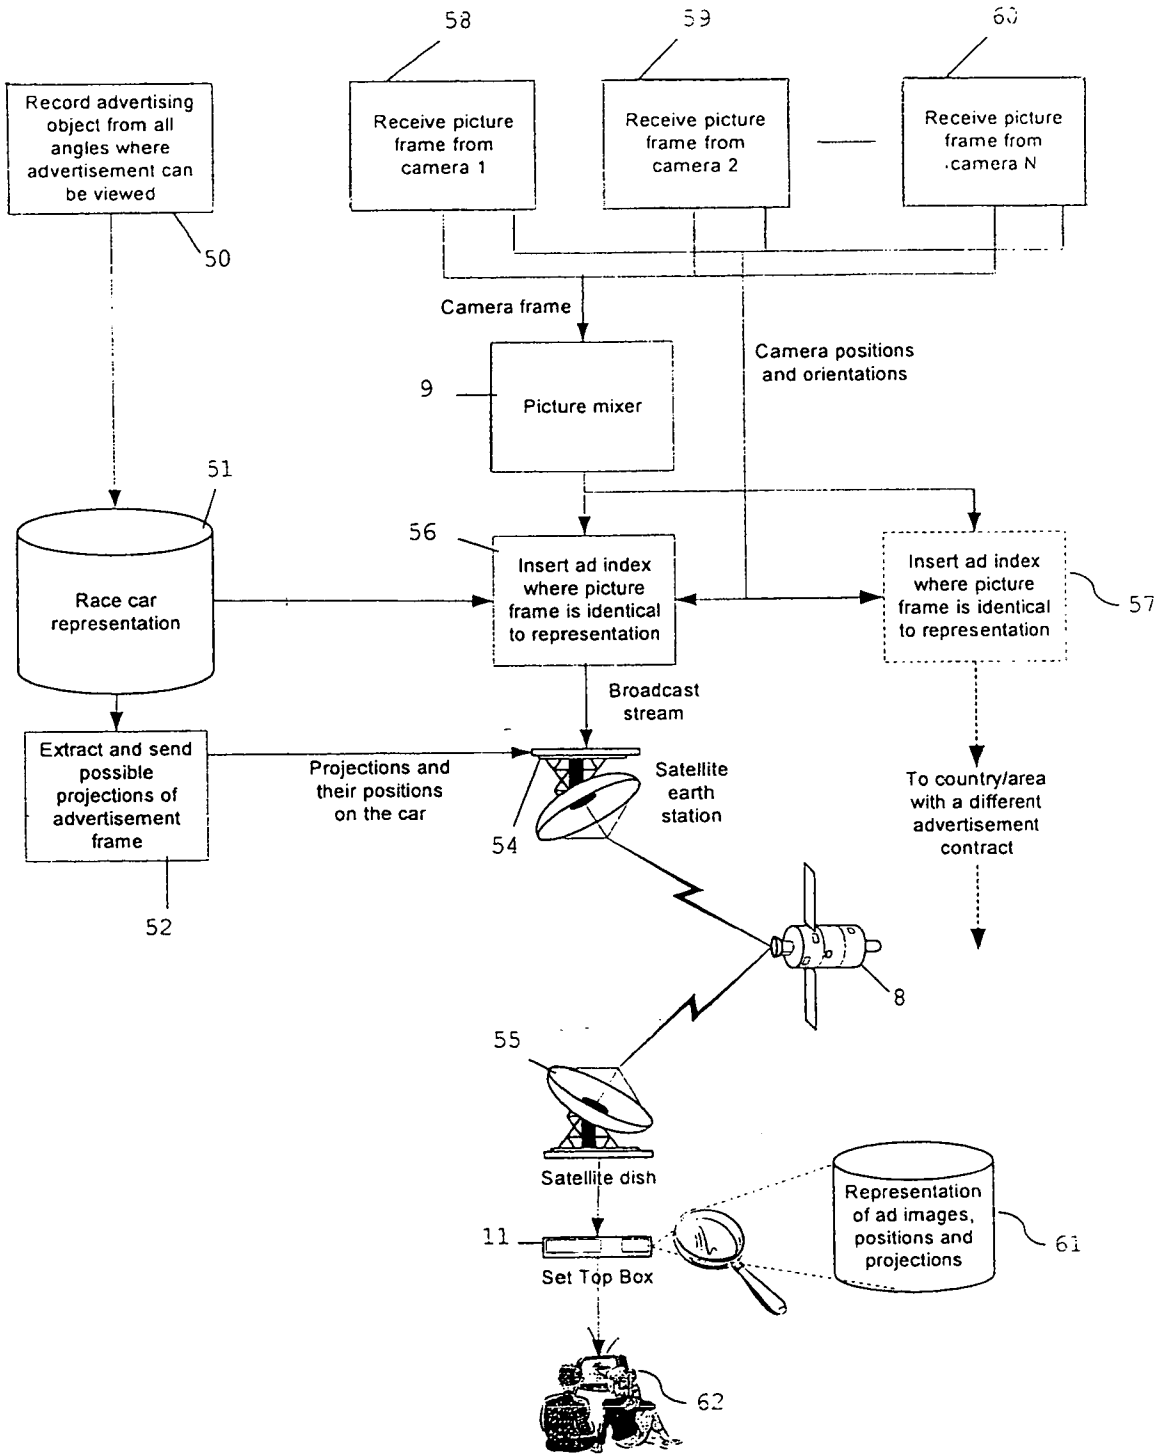 58
59
60
Record advertising
object from all
angles where
advertisement can
be viewed
Receive picture
frame from
camera 1
Receive picture
frame from
camera 2
Receive picture
frame from
camera N
50
Camera frame
Camera positions
and orientations
9
Picture mixer
51
56
Race car
representation
Insert ad index
where picture
frame is identical
to representation
Insert ad index
where picture
frame is identical
to representation
57
Broadcast
stream
Extract and send
possible
projections of
advertisement
frame
Projections and
their positions
on the car
Satellite
earth
station
To country/area
with a different
advertisement
contract
54
52
8
55
Satellite dish
11
Set Top Box
Representation
of ad images,
positions and
projections
61
62